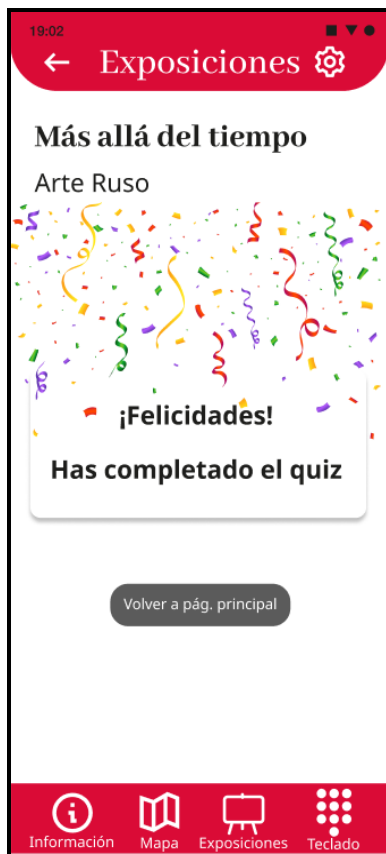 19:02
Exposiciones
Más allá del tiempo
Arte Ruso
¡Felicidades!
Has completado el quiz
Volver a pág. principal
Información Mapa Exposiciones Teclado